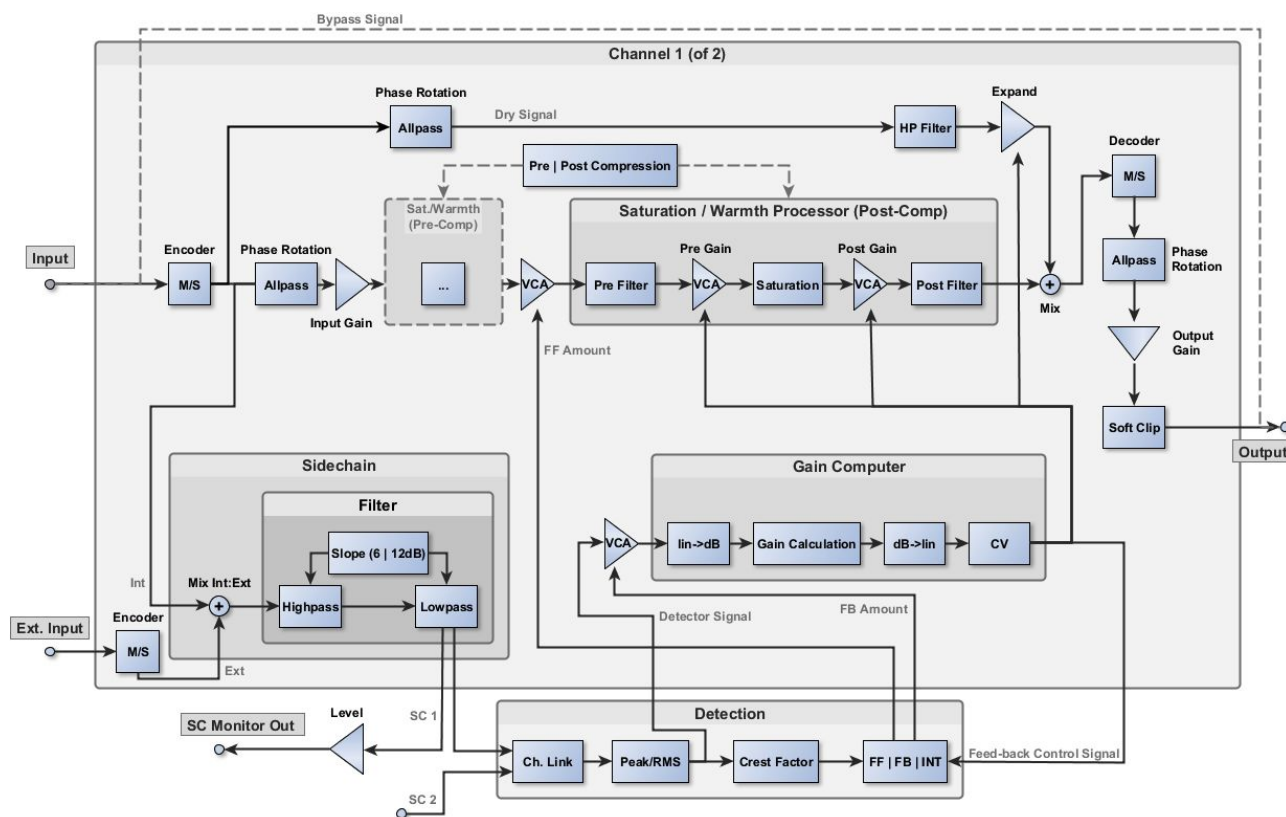 Bypass Signal
Channel 1 (of 2)
Phase Rotation
Allpass
Dry Signal
HP Filter
Expand
Decoder
M/S
Pre | Post Compression
Sat./Warmth
(Pre-Comp)
...
Saturation / Warmth Processor (Post-Comp)
Input
Encoder
M/S
Phase Rotation
Allpass
Input Gain
VCA
Pre Filter
Pre Gain
VCA
Saturation
Post Gain
VCA
Post Filter
Mix
Allpass
Phase
Rotation
Output
Gain
FF Amount
Soft Clip
Output
Sidechain
Filter
Slope (6 | 12dB)
Int
Mix Int:Ext
Highpass
Lowpass
Gain Computer
VCA
lin->dB
Gain Calculation
dB->lin
CV
Ext. Input
Encoder
M/S
Ext
Detector Signal
FB Amount
SC Monitor Out
Level
SC 1
SC 2
Detection
Ch. Link
Peak/RMS
Crest Factor
FF | FB | INT
Feed-back Control Signal